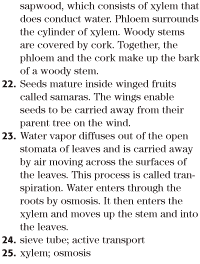 sapwood, which consists of xylem that
does conduct water. Phloem surrounds
the cylinder of xylem. Woody stems
are covered by cork. Together, the
phloem and the cork make up the bark
of a woody stem.
22. Seeds mature inside winged fruits
called samaras. The wings enable
seeds to be carried away from their
parent tree on the wind.
23. Water vapor diffuses out of the open
stomata of leaves and is carried away
by air moving across the surfaces of
the leaves. This process is called tran-
spiration. Water enters through the
roots by osmosis. It then enters the
xylem and moves up the stem and into
the leaves.
24. sieve tube; active transport
25. xylem; osmosis